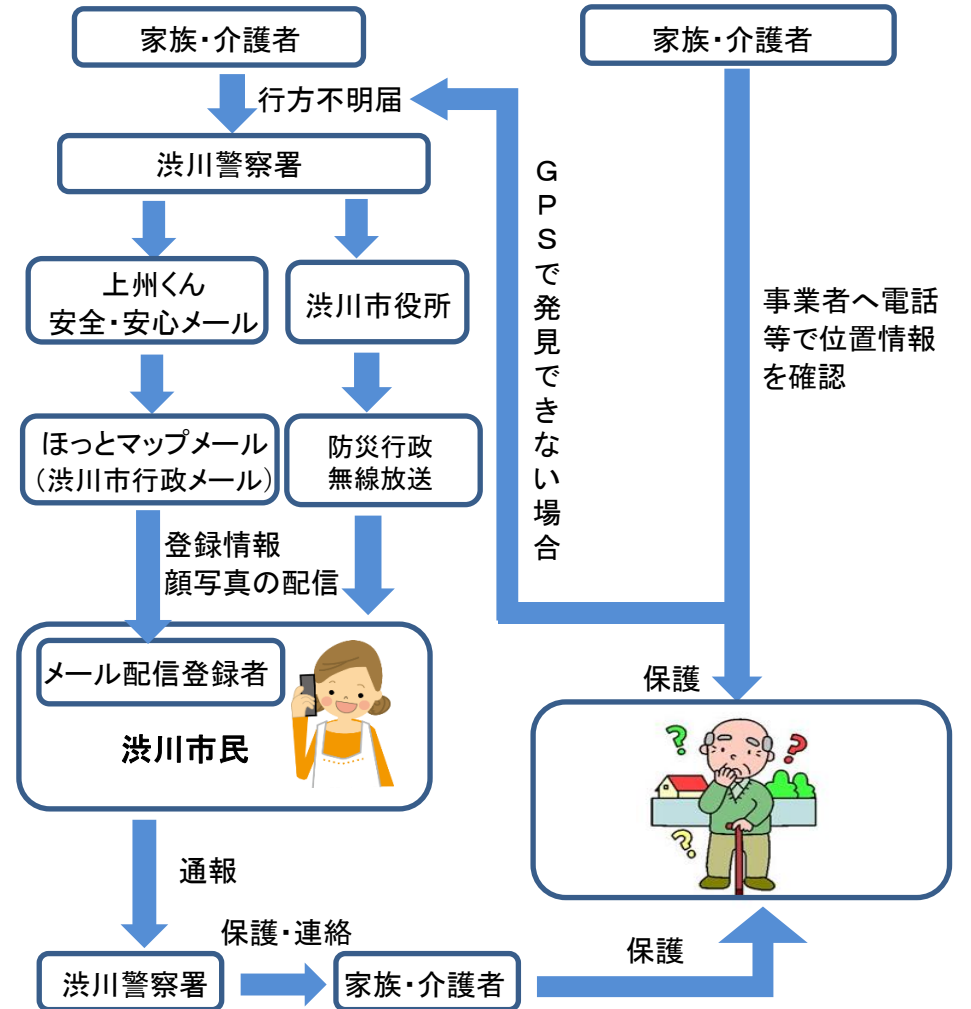 家族・介護者
行方不明届
渋川警察署
上州くん
安全・安心メール
渋川市役所
ほっとマップメール
（渋川市行政メール）
防災行政
無線放送
登録情報
顔写真の配信
メール配信登録者
渋川市民
通報
渋川警察署
保護・連絡
家族・介護者
保護
家族・介護者
事業者へ電話
等で位置情報
を確認
GPSで発見できない場合
保護
?
?
?